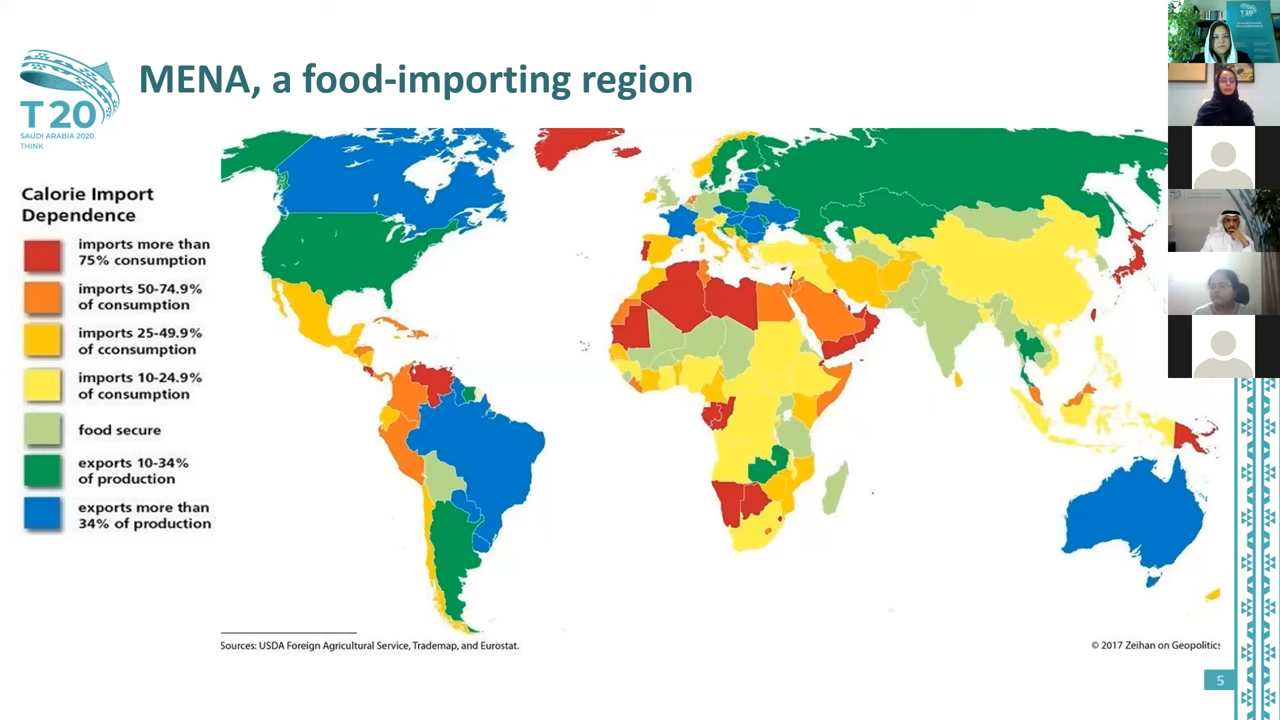 MENA, a food-importing region
T20
SAUDI ARABIA 2020
THINK
Calorie Import
Dependence
imports more than
75% consumption
imports 50-74.9%
of consumption
imports 25-49.9%
of cconsumption
imports 10-24.9%
of consumption
food secure
exports 10-34%
of production
exports more than
34% of production
Sources: USDA Foreign Agricultural Service, Trademap, and Eurostat.
© 2017 Zeihan on Geopolitics
5
T20